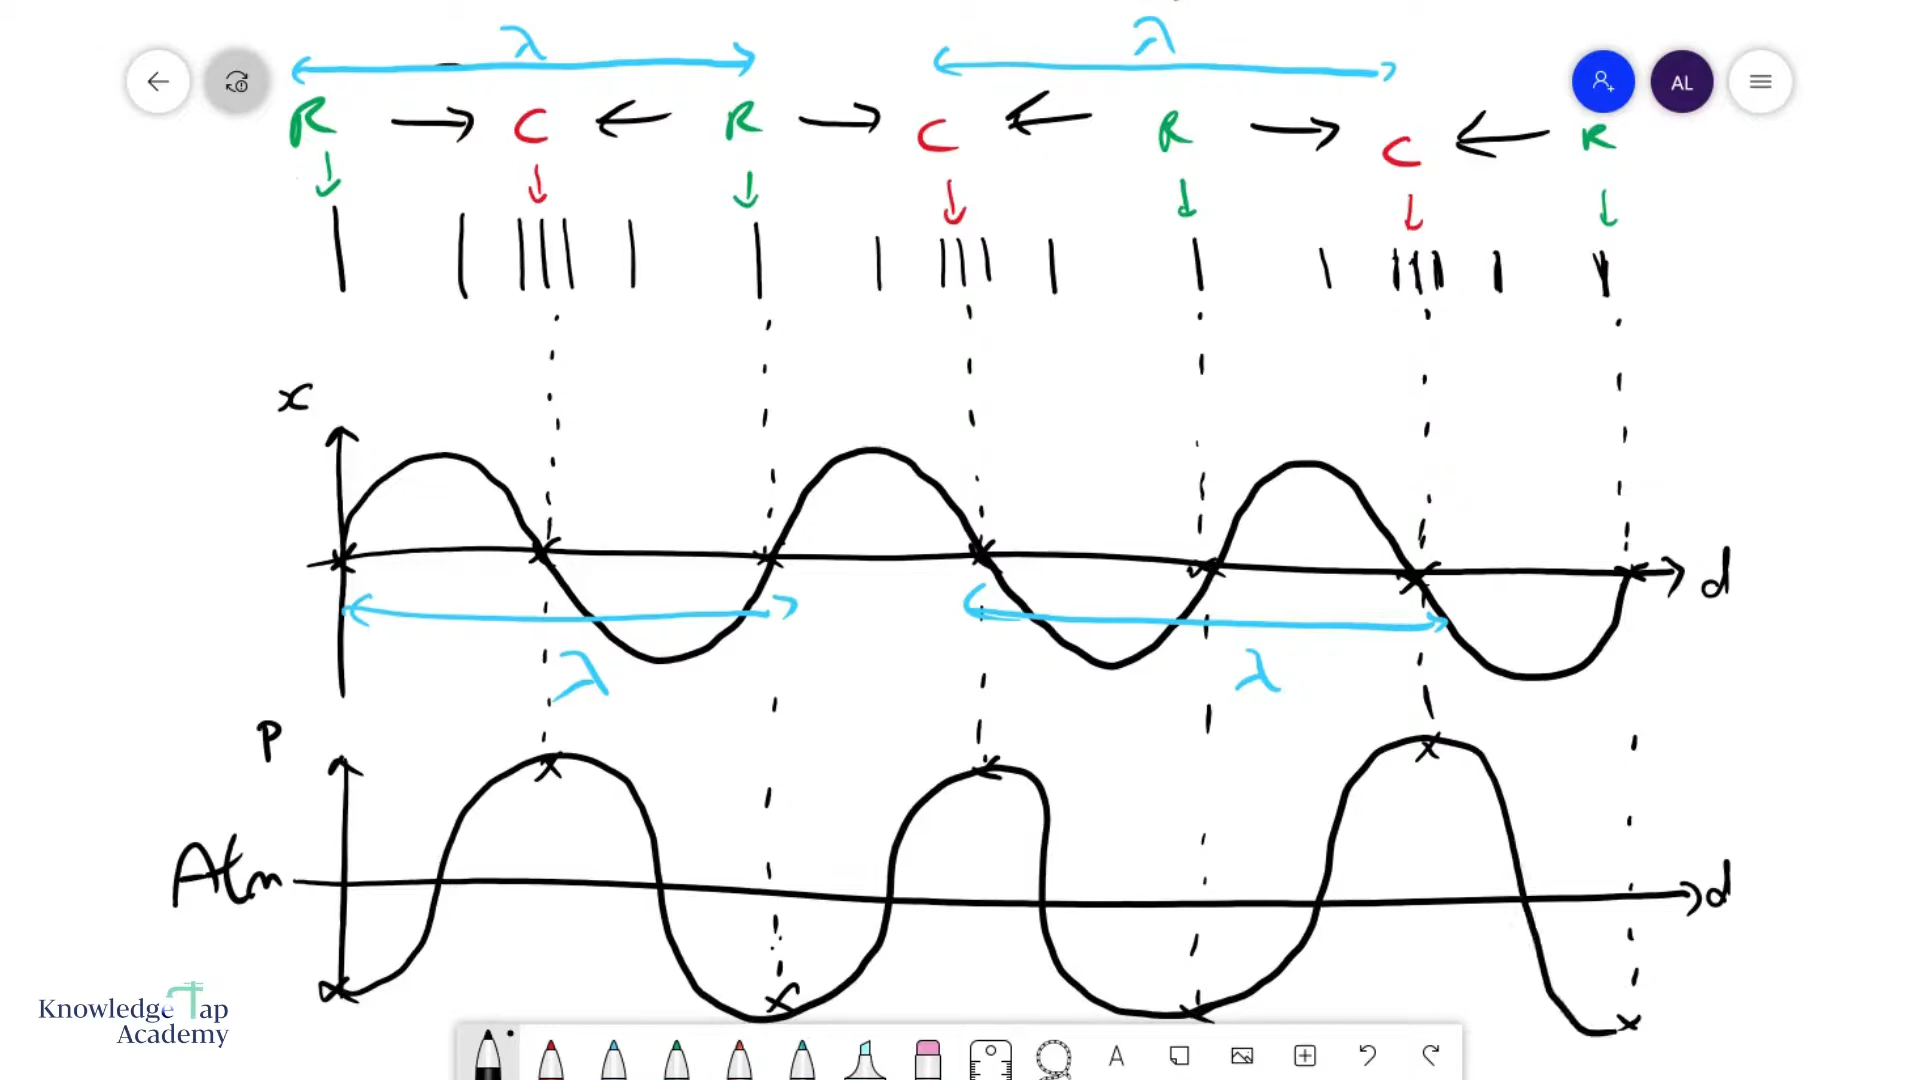 λ λ
R → C ← R → C ← R → C ← R
AL
x
d
λ λ
P
Atm
d
Knowledge Tap
Academy
A